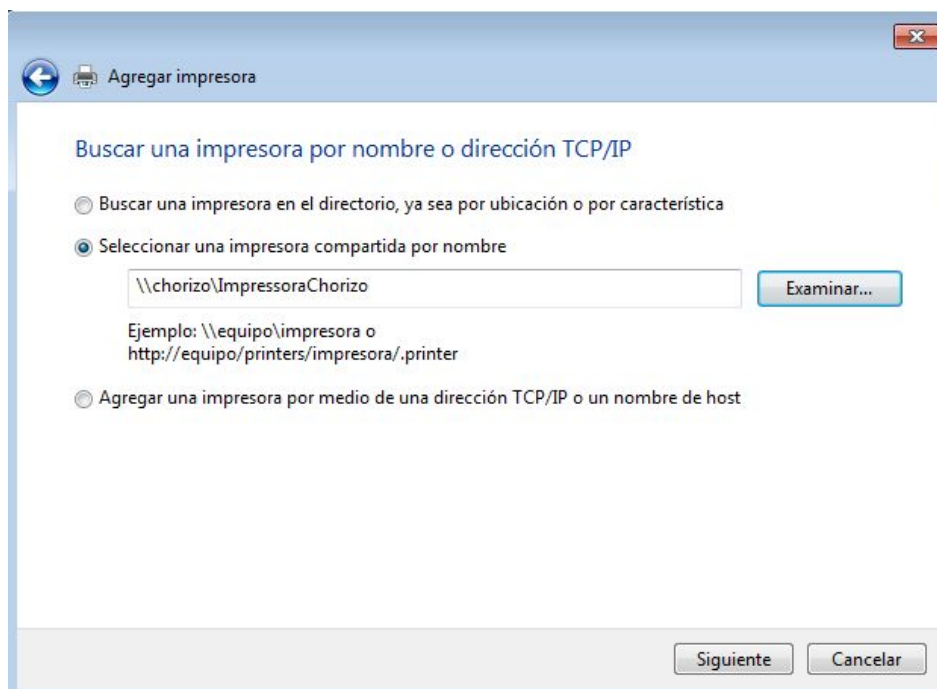 Agregar impresora
Buscar una impresora por nombre o dirección TCP/IP
Buscar una impresora en el directorio, ya sea por ubicación o por característica
Seleccionar una impresora compartida por nombre
\\chorizo\ImpressoraChorizo
Examinar...
Ejemplo: \\equipo\impresora o
http://equipo/printers/impresora/.printer
Agregar una impresora por medio de una dirección TCP/IP o un nombre de host
Siguiente
Cancelar